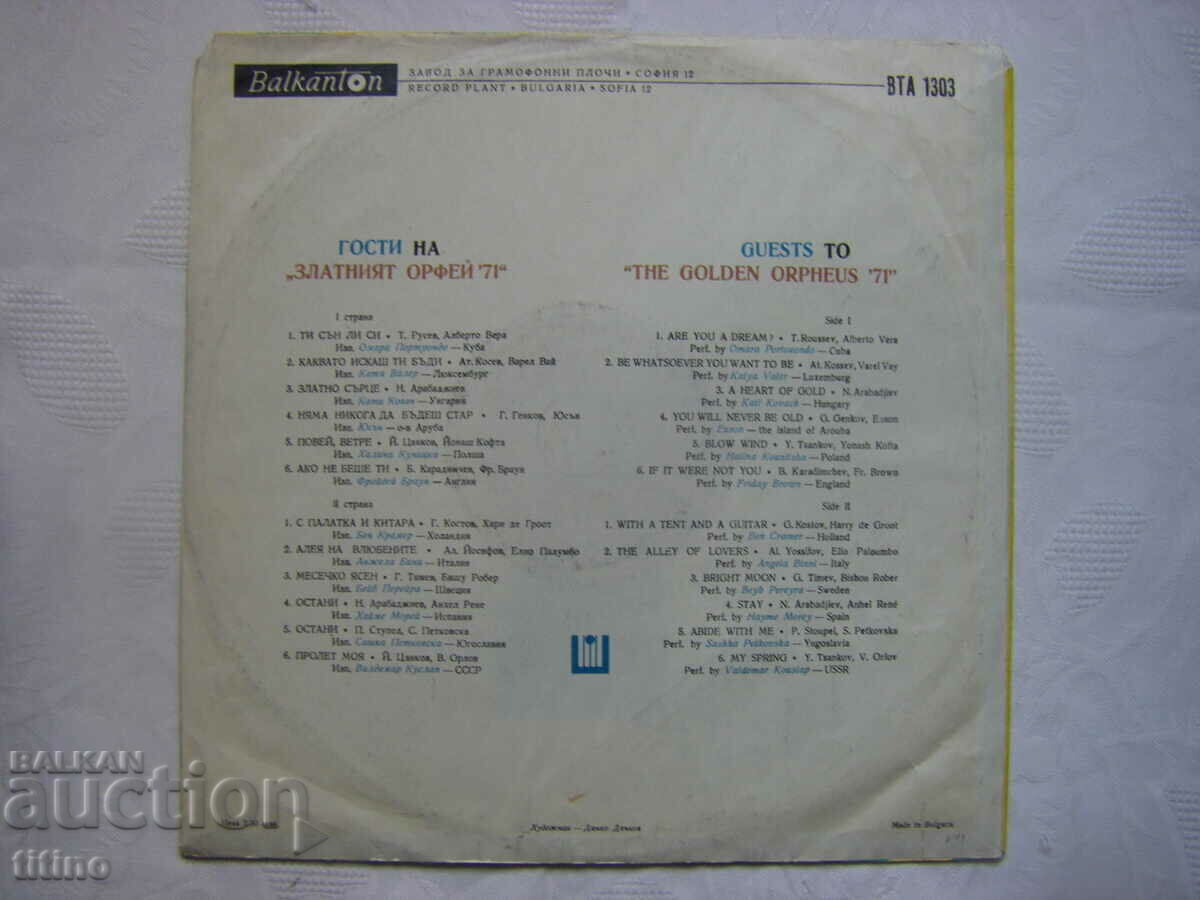 Balkanton
ЗАВОД ЗА ГРАМОФОННИ ПЛОЧИ • СОФИЯ 12
RECORD PLANT • BULGARIA • SOFIA 12
ВТА 1303
ГОСТИ НА
„ЗЛАТНИЯТ ОРФЕЙ '71“
I страна
1. ТИ СЪН ЛИ СИ • Т. Русев, Алберто Вера
Изп. Омара Портуондо — Куба
2. КАКВАТО ИСКАШ ТИ БЪДИ • Ат. Косев, Варел Вай
Изп. Катя Валер — Люксембург
3. ЗЛАТНО СЪРЦЕ • Н. Арабаджиев
Изп. Кати Ковач — Унгария
4. НЯМА НИКОГА ДА БЪДЕШ СТАР • Г. Генков, Юсън
Изп. Юсън — о-в Аруба
5. ПОВЕЙ, ВЕТРЕ • Й. Цанков, Йонаш Кофта
Изп. Халина Куницка — Полша
6. АКО НЕ БЕШЕ ТИ • Б. Карадимчев, Фр. Браун
Изп. Фрайдей Браун — Англия
II страна
1. С ПАЛАТКА И КИТАРА • Г. Костов, Хари де Гроот
Изп. Бен Крамер — Холандия
2. АЛЕЯ НА ВЛЮБЕНИТЕ • Ал. Йосифов, Елио Палумбо
Изп. Анжела Бини — Италия
3. МЕСЕЧКО ЯСЕН • Г. Тимев, Бишу Робер
Изп. Бейб Перейра — Швеция
4. ОСТАНИ • Н. Арабаджиев, Анхел Рене
Изп. Хайме Морей — Испания
5. ОСТАНИ • П. Ступел, С. Петковска
Изп. Сашка Петковска — Югославия
6. ПРОЛЕТ МОЯ • Й. Цанков, В. Орлов
Изп. Валдемар Куслап — СССР
GUESTS TO
“THE GOLDEN ORPHEUS '71”
Side I
1. ARE YOU A DREAM? • T. Roussev, Alberto Vera
Perf. by Omara Portuondo — Cuba
2. BE WHATSOEVER YOU WANT TO BE • At. Kossev, Varel Vay
Perf. by Katya Valer — Luxemburg
3. A HEART OF GOLD • N. Arabadjiev
Perf. by Kati Kovach — Hungary
4. YOU WILL NEVER BE OLD • G. Genkov, Euson
Perf. by Euson — the island of Arouba
5. BLOW WIND • Y. Tsankov, Yonash Kofta
Perf. by Halina Kounitska — Poland
6. IF IT WERE NOT YOU • B. Karadimchev, Fr. Brown
Perf. by Friday Brown — England
Side II
1. WITH A TENT AND A GUITAR • G. Kostov, Harry de Groot
Perf. by Ben Cramer — Holland
2. THE ALLEY OF LOVERS • Al. Yossifov, Elio Paloumbo
Perf. by Angela Binni — Italy
3. BRIGHT MOON • G. Timev, Bishou Rober
Perf. by Beyb Pereyra — Sweden
4. STAY • N. Arabadjiev, Anhel René
Perf. by Hayme Morey — Spain
5. ABIDE WITH ME • P. Stoupel, S. Petkovska
Perf. by Sashka Petkovska — Yugoslavia
6. MY SPRING • Y. Tsankov, V. Orlov
Perf. by Valdemar Kouslap — USSR
Художник —
Made in Bulgaria
BALKAN
auction
titino